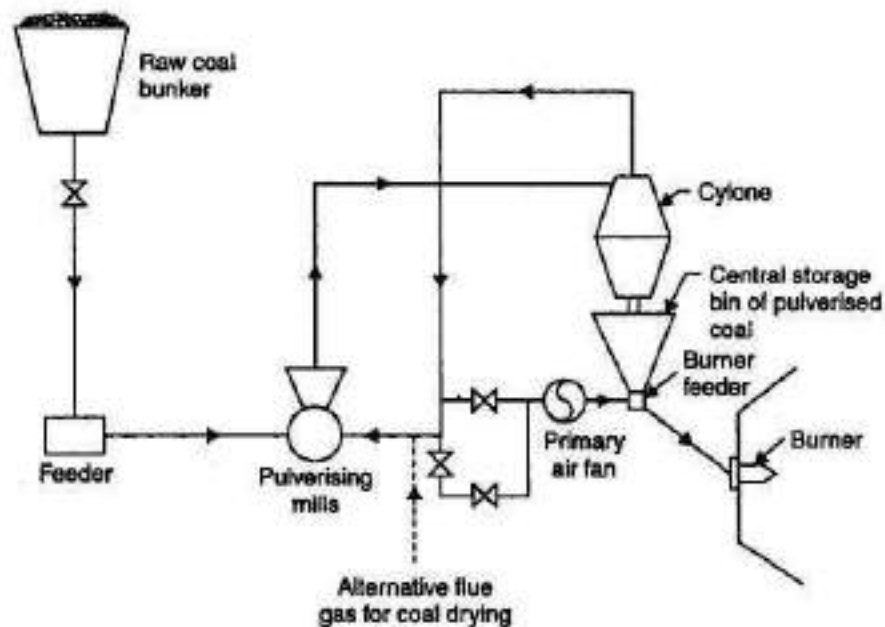 Raw coal
bunker
Cylone
Central storage
bin of pulverised
coal
Burner
feeder
Burner
Primary
air fan
Feeder
Pulverising
mills
Alternative flue
gas for coal drying